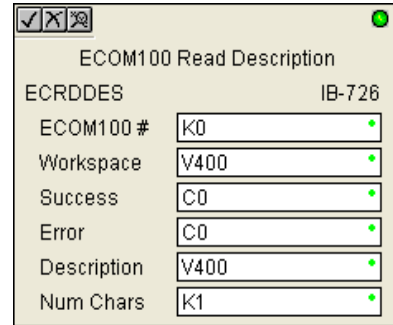 ECOM100 Read Description
ECRDDES IB-726
ECOM100 # K0
Workspace V400
Success C0
Error C0
Description V400
Num Chars K1